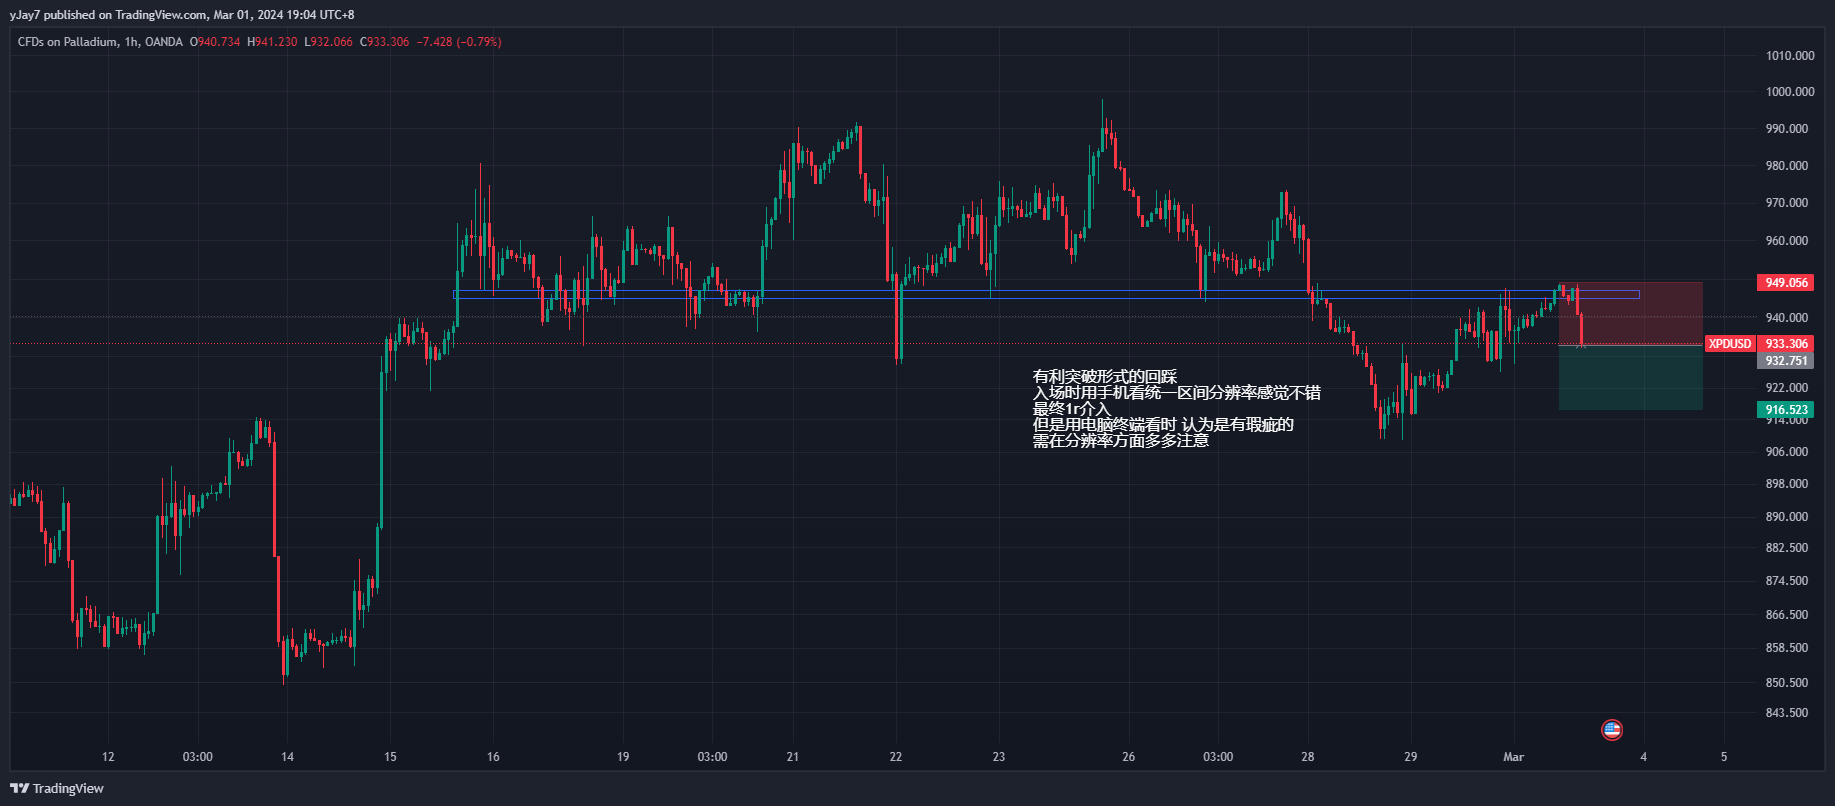 yJay7 published on TradingView.com, Mar 01, 2024 19:04 UTC+8
CFDs on Palladium, 1h, OANDA O940.734 H941.230 L932.066 C933.306 −7.428 (−0.79%)
1010.000
1000.000
990.000
980.000
970.000
960.000
949.056
940.000
XPDUSD 933.306
932.751
922.000
916.523
914.000
906.000
898.000
890.000
882.500
874.500
866.500
858.500
850.500
843.500
有利突破形式的回踩
入场时用手机看统一区间分辨率感觉不错
最终1r介入
但是用电脑终端看时 认为是有瑕疵的
需在分辨率方面多多注意
12 03:00 14 15 16 19 03:00 21 22 23 26 03:00 28 29 Mar 4 5
TradingView